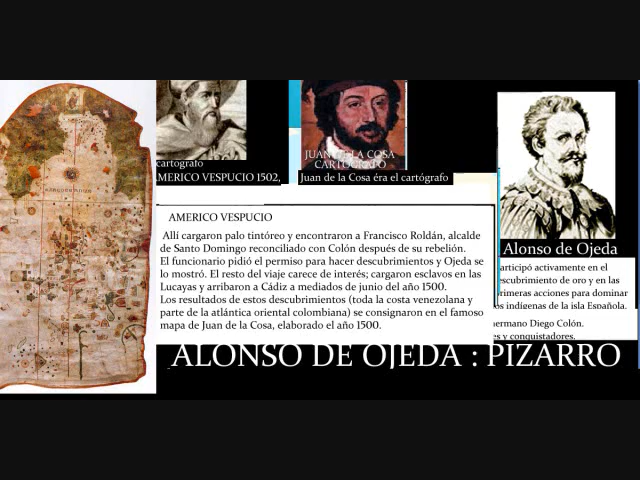 cartógrafo
AMERICO VESPUCIO 1502,
JUAN DE LA COSA
CARTÓGRAFO
Juan de la Cosa éra el cartógrafo
Alonso de Ojeda
participó activamente en el
descubrimiento de oro y en las
primeras acciones para dominar
los indígenas de la isla Española.
hermano Diego Colón.
es y conquistadores,
AMERICO VESPUCIO
Allí cargaron palo tintóreo y encontraron a Francisco Roldán, alcalde
de Santo Domingo reconciliado con Colón después de su rebelión.
El funcionario pidió el permiso para hacer descubrimientos y Ojeda se
lo mostró. El resto del viaje carece de interés; cargaron esclavos en las
Lucayas y arribaron a Cádiz a mediados de junio del año 1500.
Los resultados de estos descubrimientos (toda la costa venezolana y
parte de la atlántica oriental colombiana) se consignaron en el famoso
mapa de Juan de la Cosa, elaborado el año 1500.
ALONSO DE OJEDA : PIZARRO